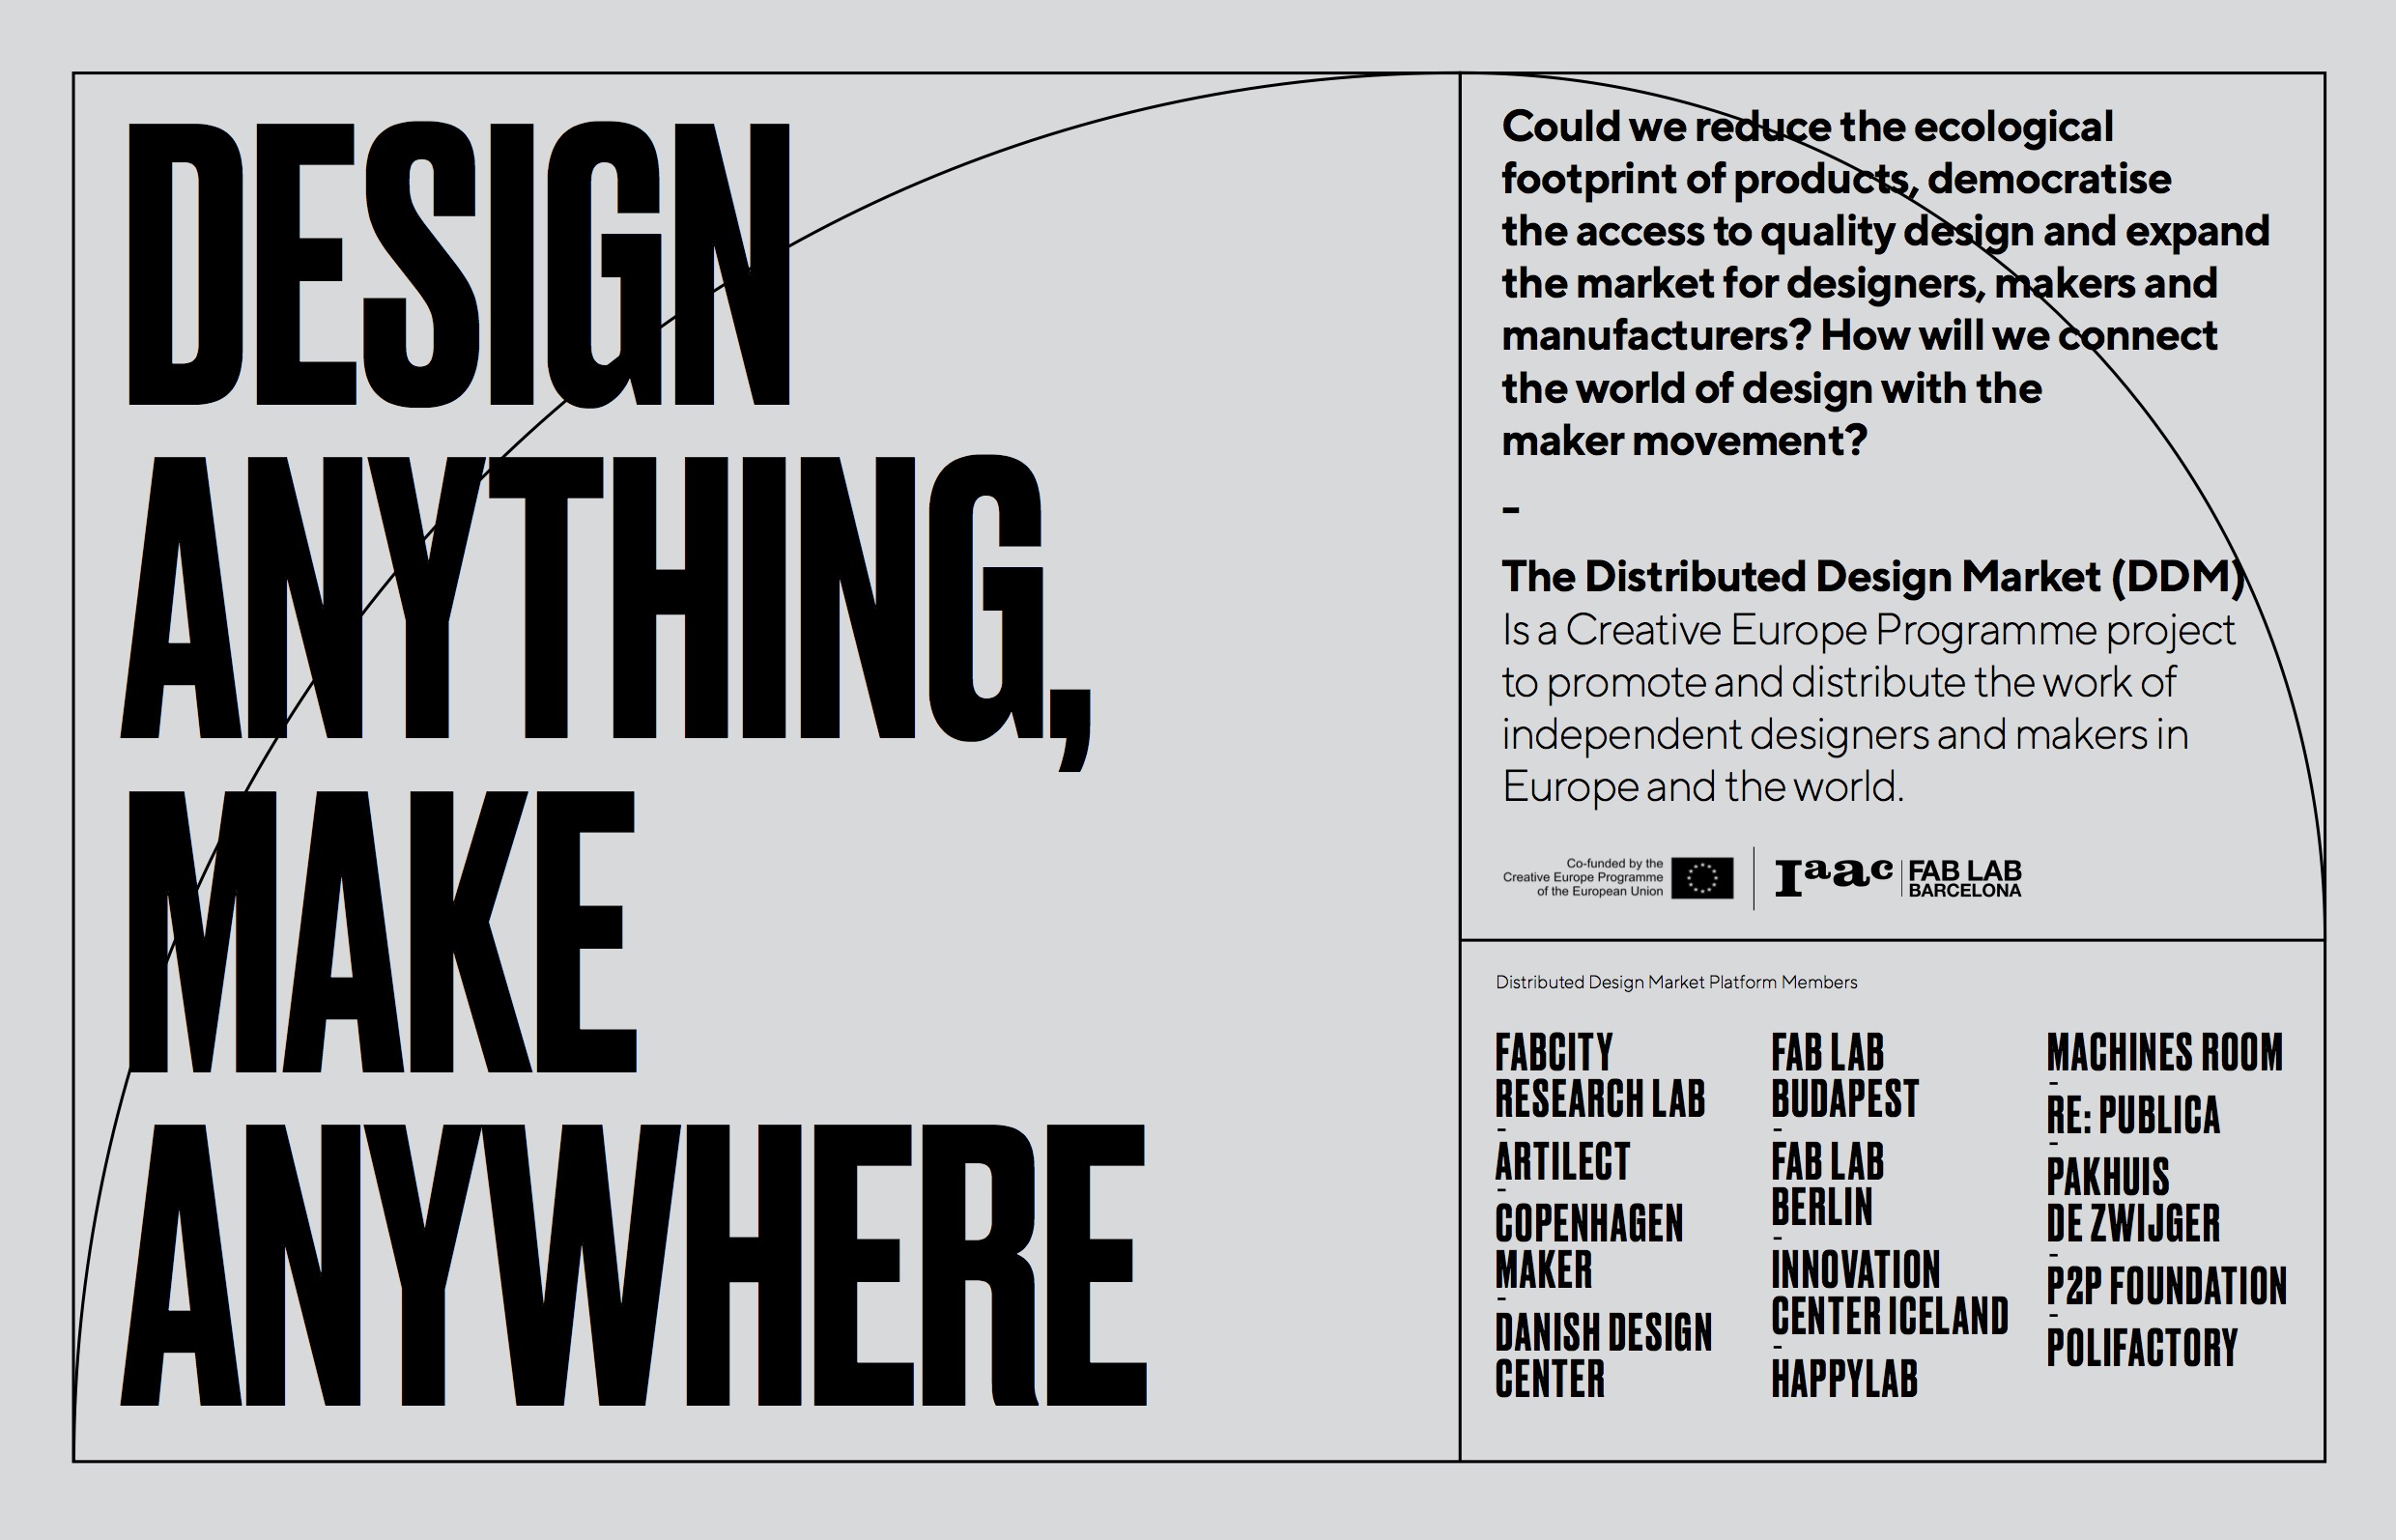 DESIGN
ANYTHING,
MAKE
ANYWHERE
Could we reduce the ecological
footprint of products, democratise
the access to quality design and expand
the market for designers, makers and
manufacturers? How will we connect
the world of design with the
maker movement?
-
The Distributed Design Market (DDM)
Is a Creative Europe Programme project
to promote and distribute the work of
independent designers and makers in
Europe and the world.
Co-funded by the
Creative Europe Programme
of the European Union
Iaac
FAB LAB
BARCELONA
Distributed Design Market Platform Members
FABCITY
RESEARCH LAB
-
ARTILECT
-
COPENHAGEN
MAKER
-
DANISH DESIGN
CENTER
FAB LAB
BUDAPEST
-
FAB LAB
BERLIN
-
INNOVATION
CENTER ICELAND
-
HAPPYLAB
MACHINES ROOM
-
RE: PUBLICA
-
PAKHUIS
DE ZWIJGER
-
P2P FOUNDATION
-
POLIFACTORY